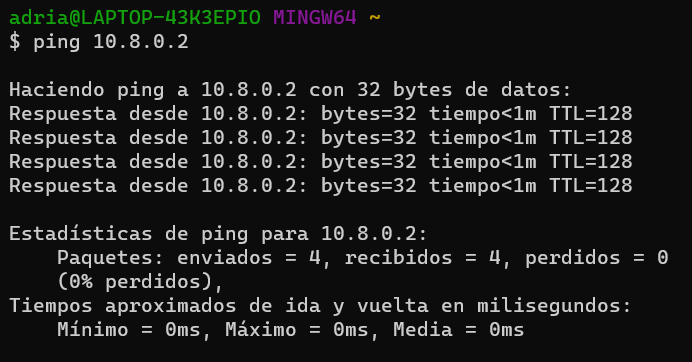 adria@LAPTOP-43K3EPIO MINGW64 ~
$ ping 10.8.0.2
Haciendo ping a 10.8.0.2 con 32 bytes de datos:
Respuesta desde 10.8.0.2: bytes=32 tiempo<1m TTL=128
Respuesta desde 10.8.0.2: bytes=32 tiempo<1m TTL=128
Respuesta desde 10.8.0.2: bytes=32 tiempo<1m TTL=128
Respuesta desde 10.8.0.2: bytes=32 tiempo<1m TTL=128
Estadísticas de ping para 10.8.0.2:
Paquetes: enviados = 4, recibidos = 4, perdidos = 0
(0% perdidos),
Tiempos aproximados de ida y vuelta en milisegundos:
Mínimo = 0ms, Máximo = 0ms, Media = 0ms